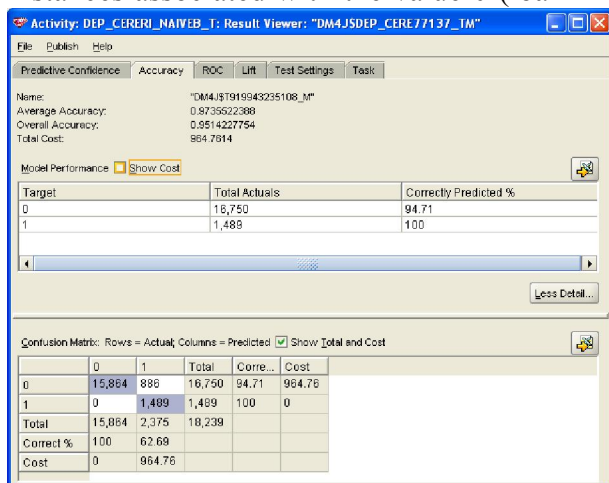 Activity: DEP_CERERI_NAIVEB_T: Result Viewer: "DM4JSDEP_CERE77137_TM"
File Publish Help
Predictive Confidence Accuracy ROC Lift Test Settings Task
Name: "DM4J$T919943235108_M"
Average Accuracy: 0.9735522388
Overall Accuracy: 0.9514227754
Total Cost: 964.7614
Model Performance Show Cost
Target Total Actuals Correctly Predicted %
0 16,750 94.71
1 1,489 100
Less Detail...
Confusion Matrix: Rows = Actual; Columns = Predicted Show Total and Cost
0 1 Total Corre... Cost
0 15,864 886 16,750 94.71 964.76
1 0 1,489 1,489 100 0
Total 15,864 2,375 18,239
Correct % 100 62.69
Cost 0 964.76